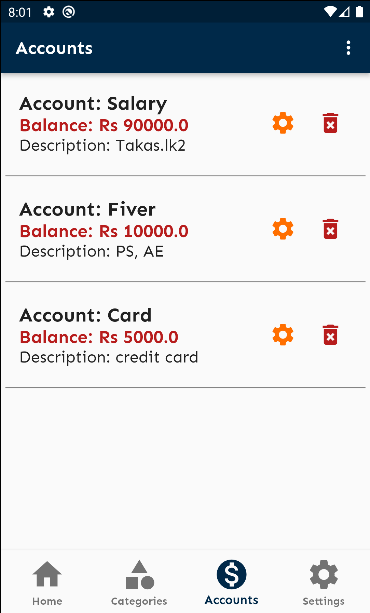 8:01
Accounts
Account: Salary
Balance: Rs 90000.0
Description: Takas.lk2
Account: Fiver
Balance: Rs 10000.0
Description: PS, AE
Account: Card
Balance: Rs 5000.0
Description: credit card
Home Categories Accounts Settings